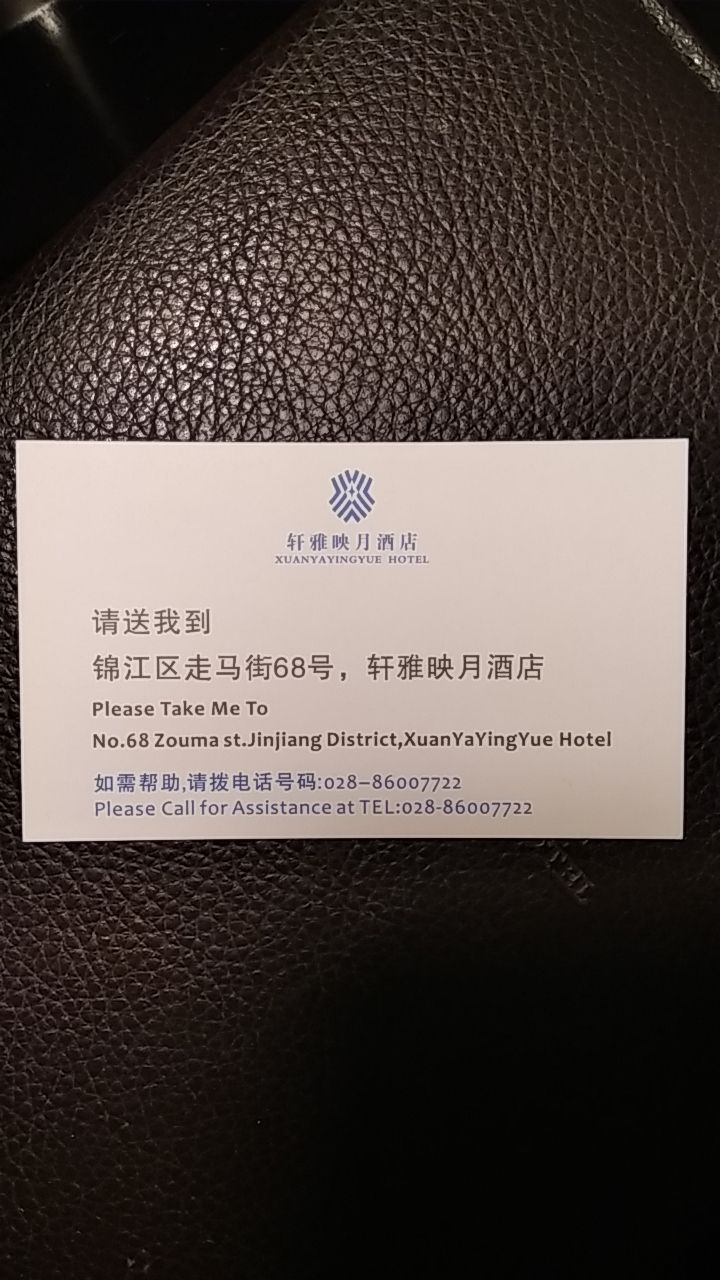 轩雅映月酒店
XUANYAYINGYUE HOTEL
请送我到
锦江区走马街68号，轩雅映月酒店
Please Take Me To
No.68 Zouma st.Jinjiang District,XuanYaYingYue Hotel
如需帮助,请拨电话号码:028-86007722
Please Call for Assistance at TEL:028-86007722